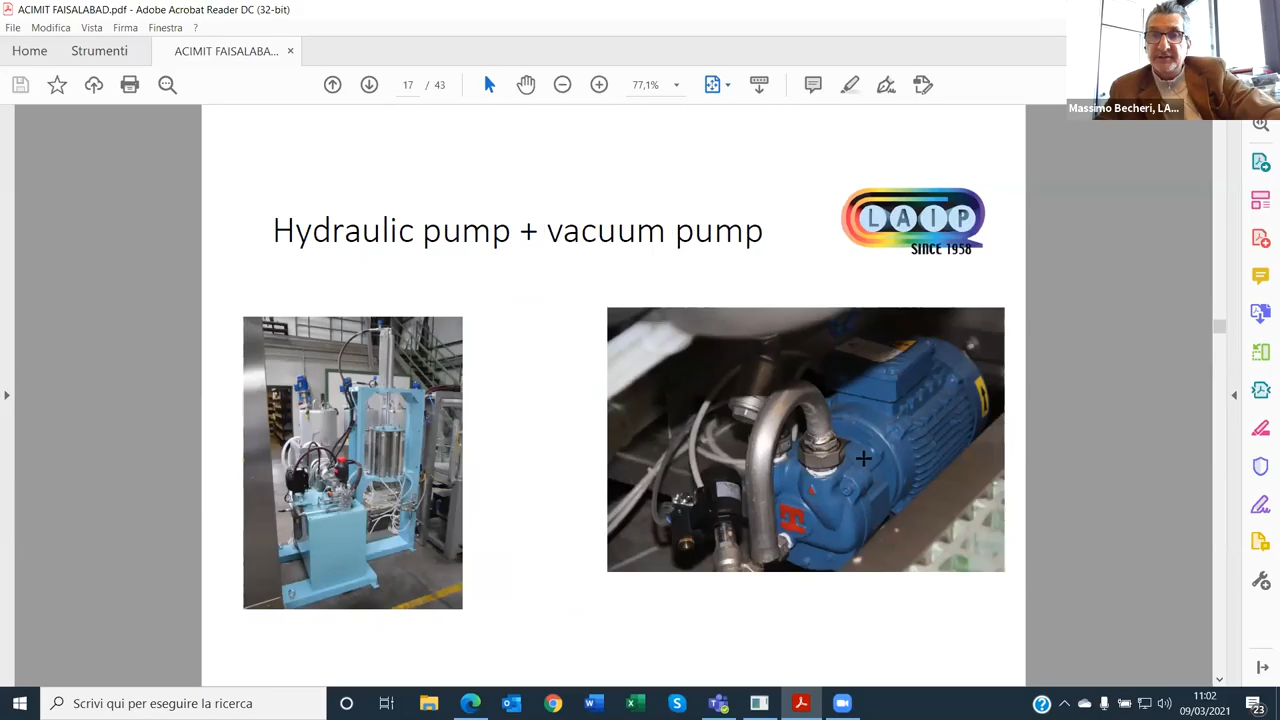 ACIMIT FAISALABAD.pdf - Adobe Acrobat Reader DC (32-bit)
File Modifica Vista Firma Finestra ?
Home Strumenti ACIMIT FAISALABA... ×
17 / 43 77,1%
Massimo Becheri, LA...
Hydraulic pump + vacuum pump
LAIP
SINCE 1958
Scrivi qui per eseguire la ricerca
11:02
09/03/2021
23